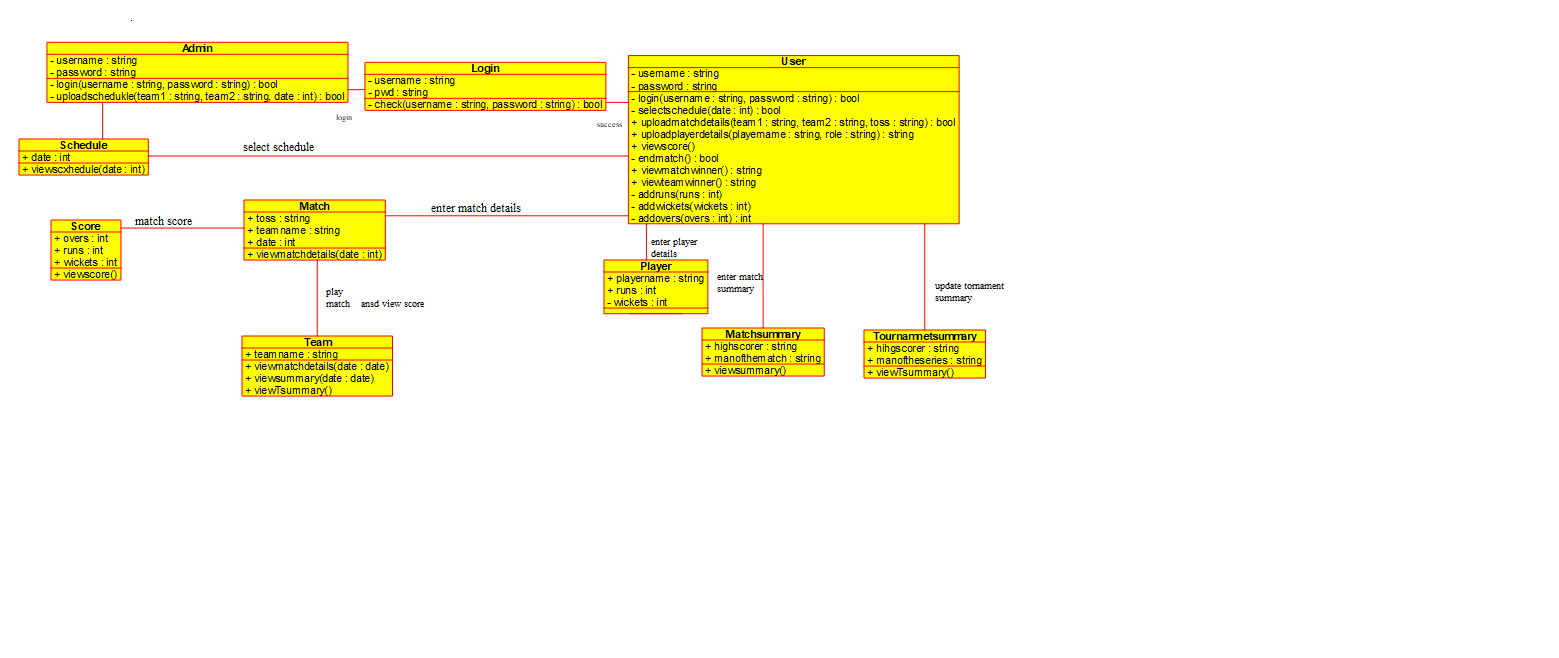 Admin
- username : string
- password : string
- login(username : string, password : string) : bool
- uploadschedukle(team1 : string, team2 : string, date : int) : bool
Login
- username : string
- pwd : string
- check(username : string, password : string) : bool
User
- username : string
- password : string
- login(username : string, password : string) : bool
- selectschedule(date : int) : bool
+ uploadmatchdetails(team1 : string, team2 : string, toss : string) : bool
+ uploadplayerdetails(playername : string, role : string) : string
+ viewscore()
- endmatch() : bool
+ viewmatchwinner() : string
+ viewteamwinner() : string
- addruns(runs : int)
- addwickets(wickets : int)
- addovers(overs : int) : int
login
success
Schedule
+ date : int
+ viewscxhedule(date : int)
select schedule
Match
+ toss : string
+ teamname : string
+ date : int
+ viewmatchdetails(date : int)
enter match details
Score
+ overs : int
+ runs : int
+ wickets : int
+ viewscore()
match score
enter player
details
Player
+ playername : string
+ runs : int
- wickets : int
enter match
summary
update tornament
summary
play
match ansd view score
Team
+ teamname : string
+ viewmatchdetails(date : date)
+ viewsummary(date : date)
+ viewTsummary()
Matchsummary
+ highscorer : string
+ manofthematch : string
+ viewsummary()
Tournamnetsummary
+ hihgscorer : string
+ manoftheseries : string
+ viewTsummary()